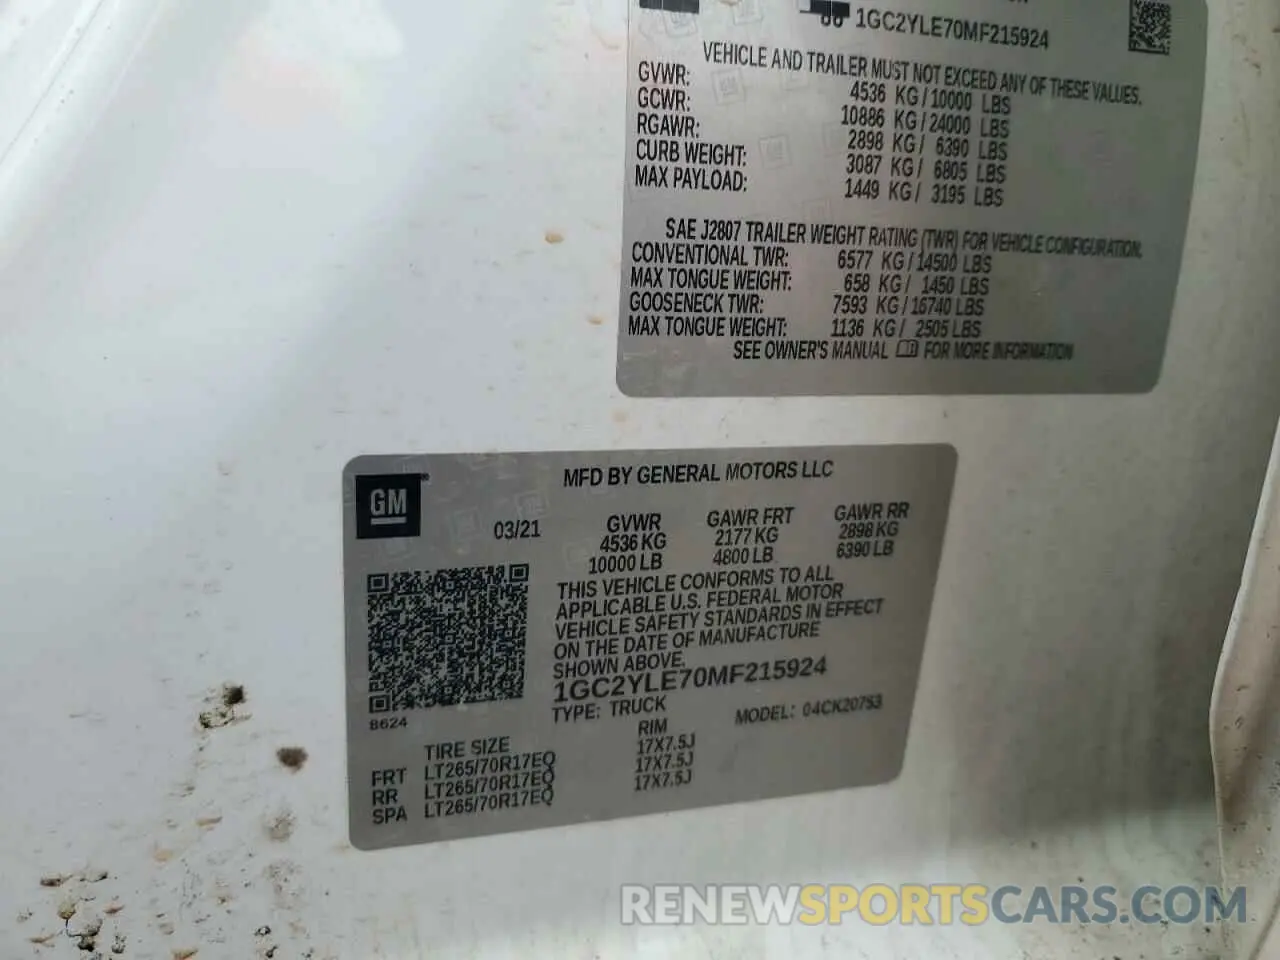 1GC2YLE70MF215924
VEHICLE AND TRAILER MUST NOT EXCEED ANY OF THESE VALUES.
GVWR: 4536 KG/10000 LBS
GCWR: 10886 KG/24000 LBS
RGAWR: 2898 KG/ 6390 LBS
CURB WEIGHT: 3087 KG/ 6805 LBS
MAX PAYLOAD: 1449 KG/ 3195 LBS
SAE J2807 TRAILER WEIGHT RATING (TWR) FOR VEHICLE CONFIGURATION.
CONVENTIONAL TWR: 6577 KG/14500 LBS
MAX TONGUE WEIGHT: 658 KG/ 1450 LBS
GOOSENECK TWR: 7593 KG/16740 LBS
MAX TONGUE WEIGHT: 1136 KG/ 2505 LBS
SEE OWNER'S MANUAL FOR MORE INFORMATION
GM
MFD BY GENERAL MOTORS LLC
03/21 GVWR GAWR FRT GAWR RR
4536 KG 2177 KG 2898 KG
10000 LB 4800 LB 6390 LB
THIS VEHICLE CONFORMS TO ALL
APPLICABLE U.S. FEDERAL MOTOR
VEHICLE SAFETY STANDARDS IN EFFECT
ON THE DATE OF MANUFACTURE
SHOWN ABOVE.
1GC2YLE70MF215924
B624
TYPE: TRUCK MODEL: 04CK20753
TIRE SIZE RIM
FRT LT265/70R17EQ 17X7.5J
RR LT265/70R17EQ 17X7.5J
SPA LT265/70R17EQ 17X7.5J
RENEWSPORTSCARS.COM